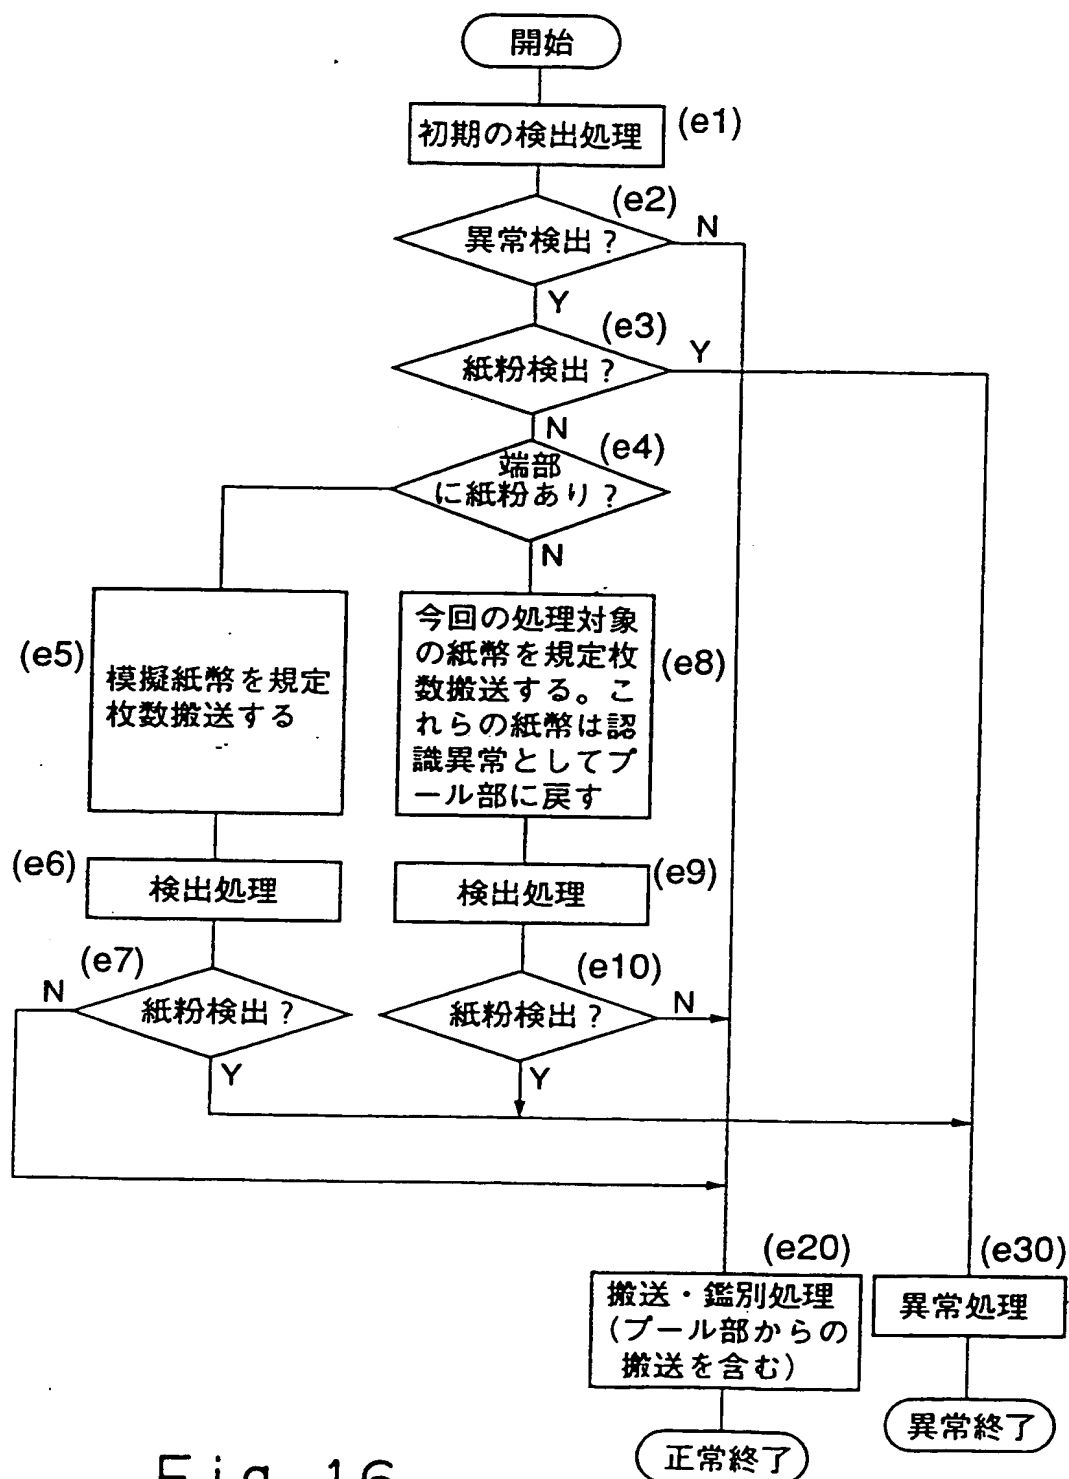 開始
初期の検出処理
(e1)
(e2)
異常検出？
N
Y
(e3)
紙粉検出？
Y
N
(e4)
端部
に紙粉あり？
N
(e5)
模擬紙幣を規定
枚数搬送する
今回の処理対象
の紙幣を規定枚
数搬送する。こ
れらの紙幣は認
識異常としてプ
ール部に戻す
(e8)
(e6)
検出処理
検出処理
(e9)
(e7)
N
紙粉検出？
Y
(e10)
紙粉検出？
N
Y
(e20)
搬送・鑑別処理
(プール部からの
搬送を含む)
(e30)
異常処理
正常終了
異常終了
Fig. 16